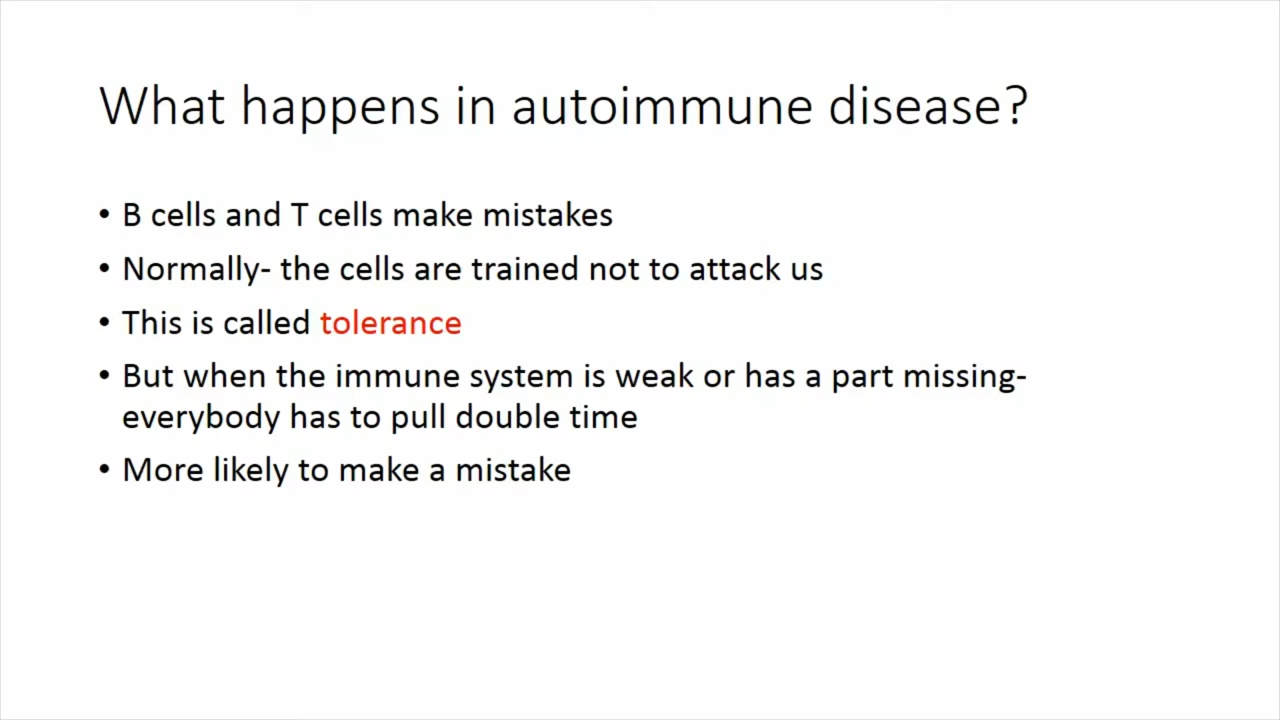 What happens in autoimmune disease?
• B cells and T cells make mistakes
• Normally- the cells are trained not to attack us
• This is called tolerance
• But when the immune system is weak or has a part missing-
everybody has to pull double time
• More likely to make a mistake